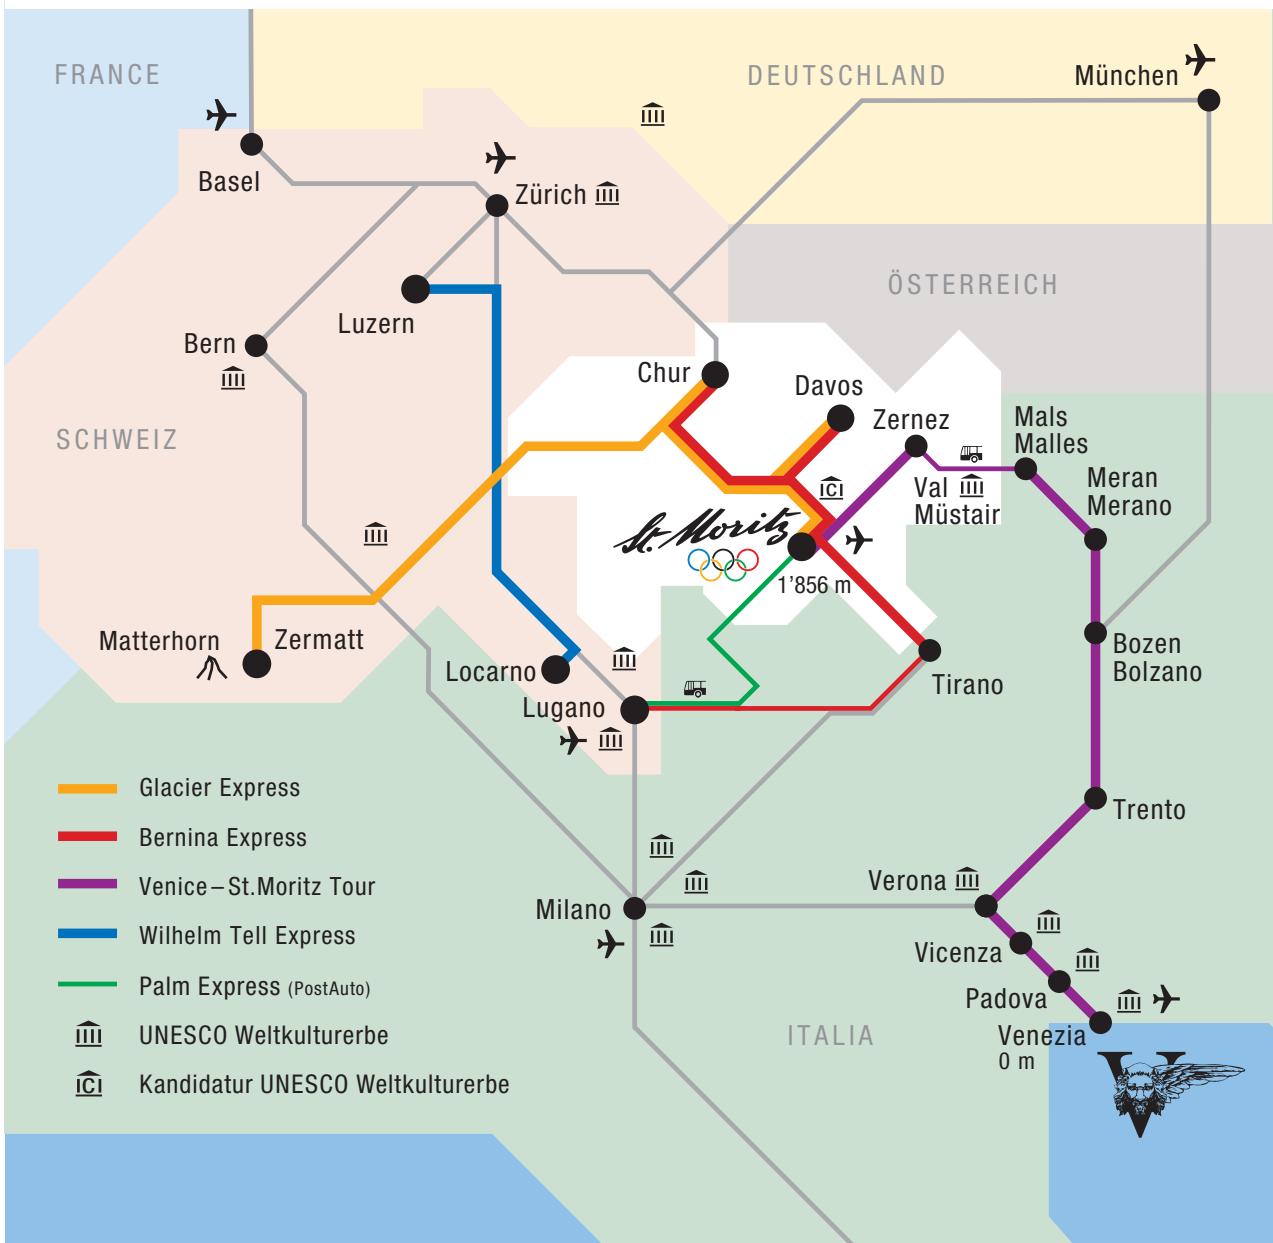 FRANCE
DEUTSCHLAND
München
Basel
Zürich
ÖSTERREICH
Luzern
Bern
Chur
Davos
Zernez
Mals
Malles
SCHWEIZ
Meran
Merano
ICI
Val
Müstair
St. Moritz
1'856 m
Matterhorn
Zermatt
Locarno
Bozen
Bolzano
Lugano
Tirano
Glacier Express
Bernina Express
Venice–St.Moritz Tour
Wilhelm Tell Express
Palm Express (PostAuto)
UNESCO Weltkulturerbe
ICI
Kandidatur UNESCO Weltkulturerbe
Trento
Verona
Milano
Vicenza
Padova
Venezia
0 m
ITALIA
V